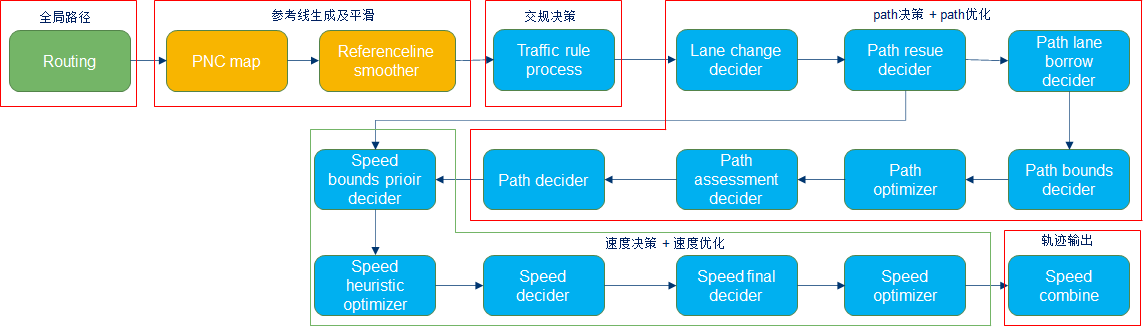 全局路径
参考线生成及平滑
交规决策
path决策 + path优化
Routing
PNC map
Referenceline
smoother
Traffic rule
process
Lane change
decider
Path resue
decider
Path lane
borrow
decider
Speed
bounds prioir
decider
Path decider
Path
assessment
decider
Path
optimizer
Path bounds
decider
速度决策 + 速度优化
轨迹输出
Speed
heuristic
optimizer
Speed
decider
Speed final
decider
Speed
optimizer
Speed
combine